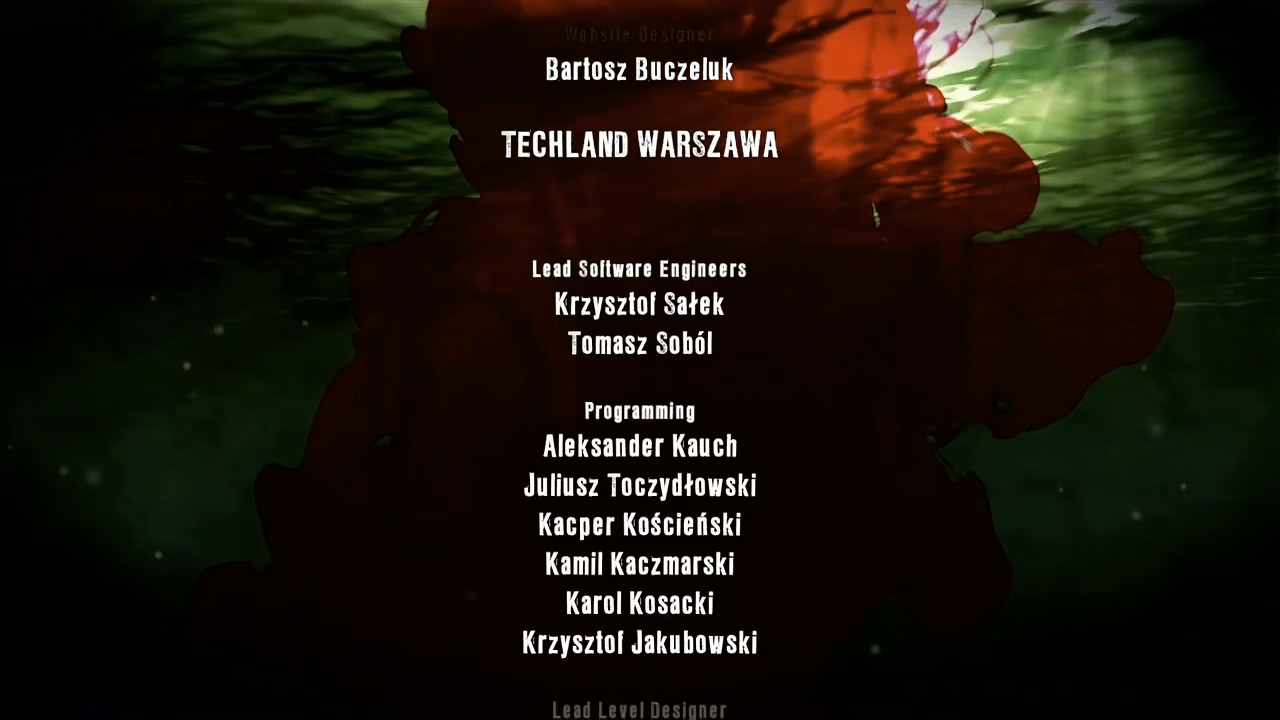 Website Designer
Bartosz Buczeluk
TECHLAND WARSZAWA
Lead Software Engineers
Krzysztof Sałek
Tomasz Soból
Programming
Aleksander Kauch
Juliusz Toczydłowski
Kacper Kościeński
Kamil Kaczmarski
Karol Kosacki
Krzysztof Jakubowski
Lead Level Designer